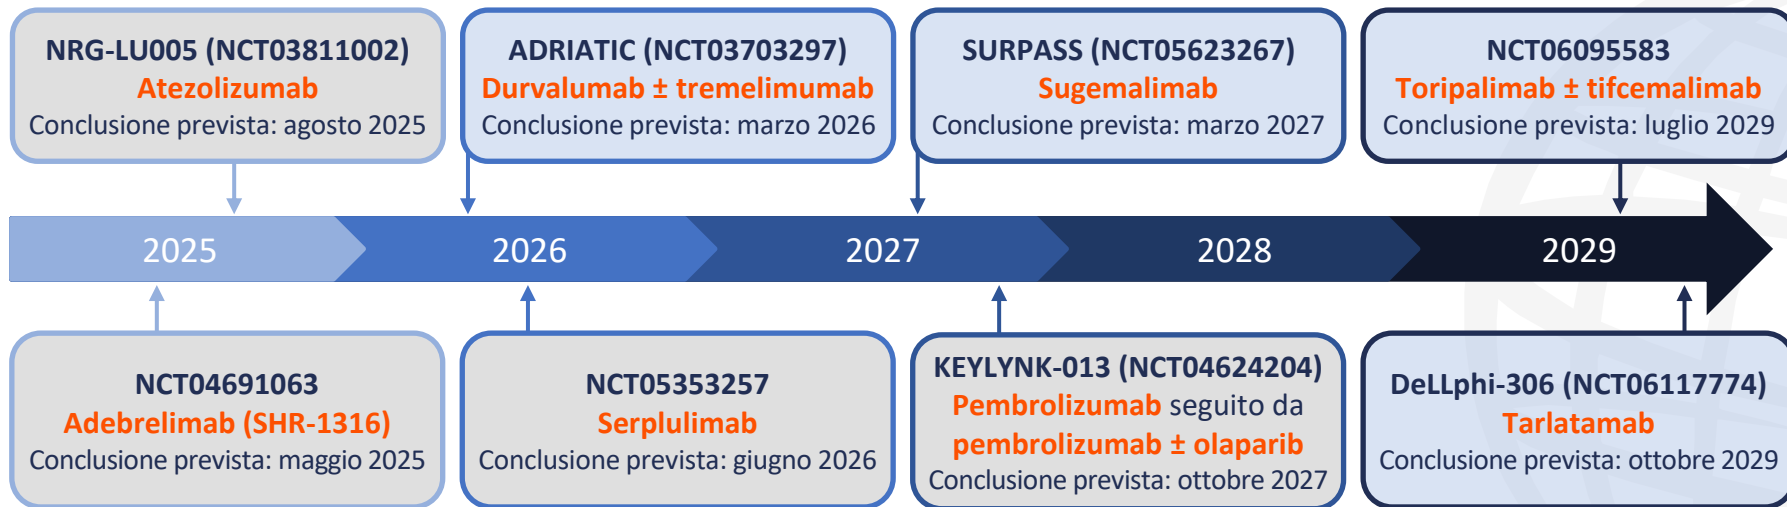 NRG-LU005 (NCT03811002)
Atezolizumab
Conclusione prevista: agosto 2025
ADRIATIC (NCT03703297)
Durvalumab ± tremelimumab
Conclusione prevista: marzo 2026
SURPASS (NCT05623267)
Sugemalimab
Conclusione prevista: marzo 2027
NCT06095583
Toripalimab ± tifcemalimab
Conclusione prevista: luglio 2029
2025
2026
2027
2028
2029
NCT04691063
Adebrelimab (SHR-1316)
Conclusione prevista: maggio 2025
NCT05353257
Serplulimab
Conclusione prevista: giugno 2026
KEYLYNK-013 (NCT04624204)
Pembrolizumab seguito da
pembrolizumab ± olaparib
Conclusione prevista: ottobre 2027
DeLLphi-306 (NCT06117774)
Tarlatamab
Conclusione prevista: ottobre 2029